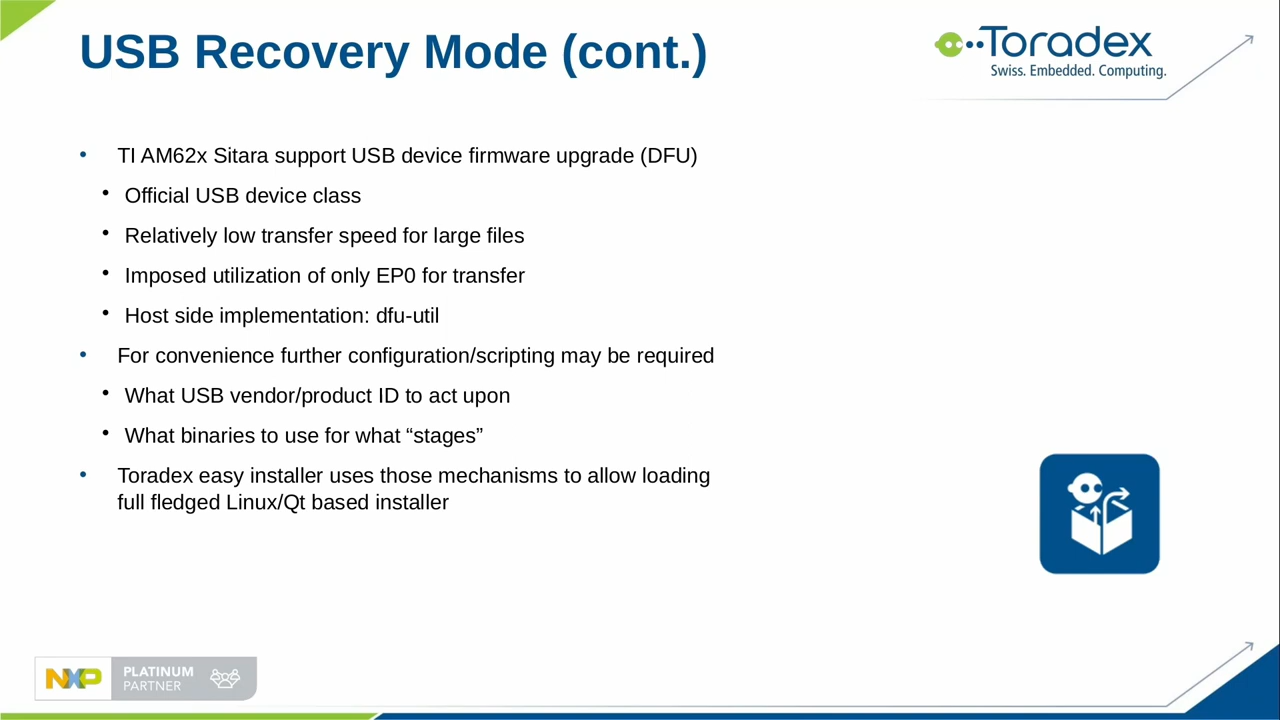 USB Recovery Mode (cont.)
Toradex
Swiss. Embedded. Computing.
• TI AM62x Sitara support USB device firmware upgrade (DFU)
• Official USB device class
• Relatively low transfer speed for large files
• Imposed utilization of only EP0 for transfer
• Host side implementation: dfu-util
• For convenience further configuration/scripting may be required
• What USB vendor/product ID to act upon
• What binaries to use for what “stages”
• Toradex easy installer uses those mechanisms to allow loading
full fledged Linux/Qt based installer
NXP
PLATINUM
PARTNER